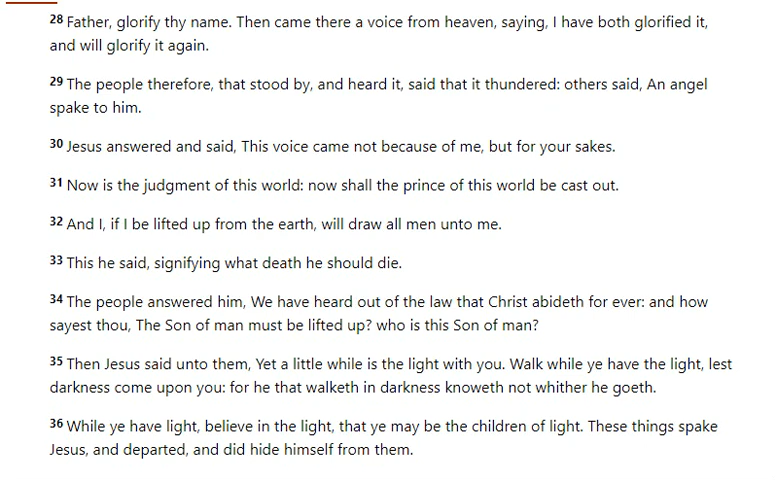 28 Father, glorify thy name. Then came there a voice from heaven, saying, I have both glorified it,
and will glorify it again.
29 The people therefore, that stood by, and heard it, said that it thundered: others said, An angel
spake to him.
30 Jesus answered and said, This voice came not because of me, but for your sakes.
31 Now is the judgment of this world: now shall the prince of this world be cast out.
32 And I, if I be lifted up from the earth, will draw all men unto me.
33 This he said, signifying what death he should die.
34 The people answered him, We have heard out of the law that Christ abideth for ever: and how
sayest thou, The Son of man must be lifted up? who is this Son of man?
35 Then Jesus said unto them, Yet a little while is the light with you. Walk while ye have the light, lest
darkness come upon you: for he that walketh in darkness knoweth not whither he goeth.
36 While ye have light, believe in the light, that ye may be the children of light. These things spake
Jesus, and departed, and did hide himself from them.